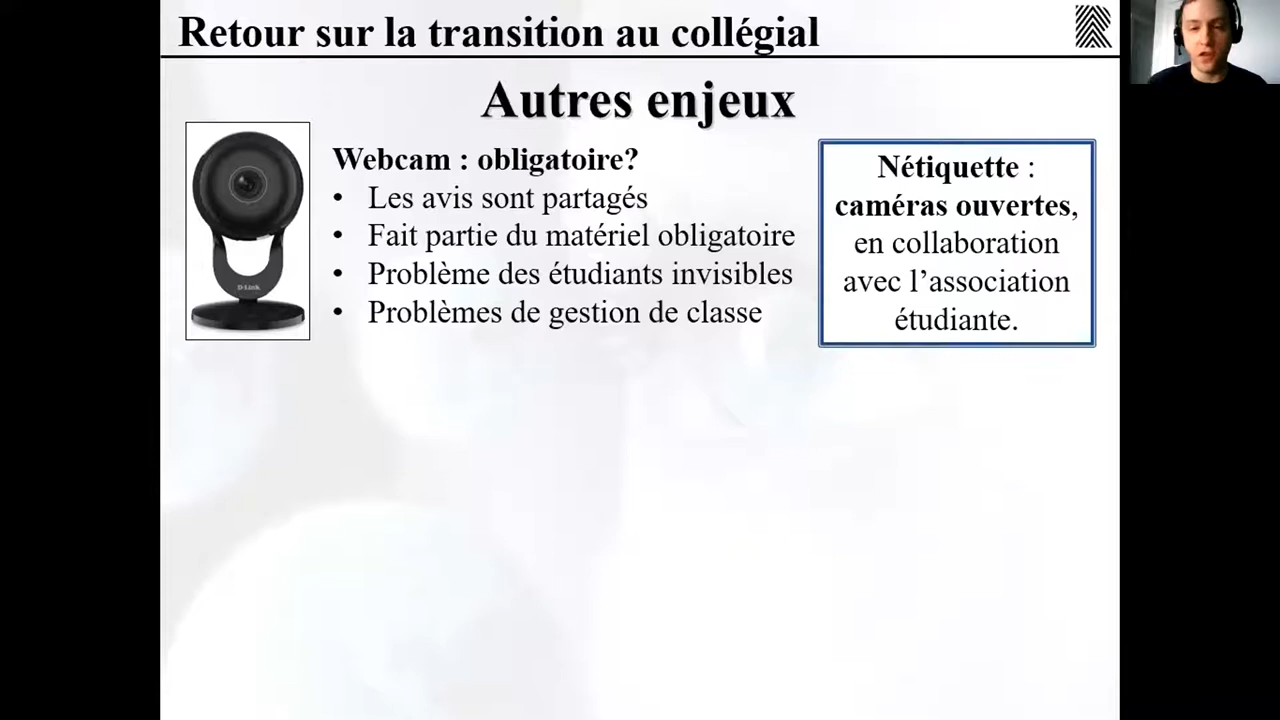 Retour sur la transition au collégial
Autres enjeux
Webcam : obligatoire?
• Les avis sont partagés
• Fait partie du matériel obligatoire
• Problème des étudiants invisibles
• Problèmes de gestion de classe
Nétiquette :
caméras ouvertes,
en collaboration
avec l’association
étudiante.
D-Link